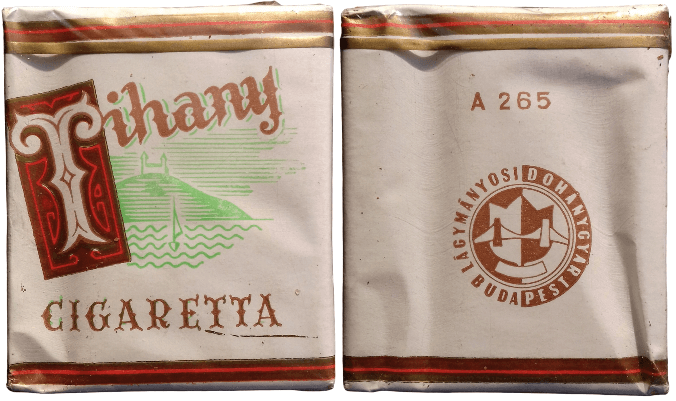 Tihany
CIGARETTA
A 265
LÁGYMÁNYOSI DOHÁNYGYÁR
BUDAPEST